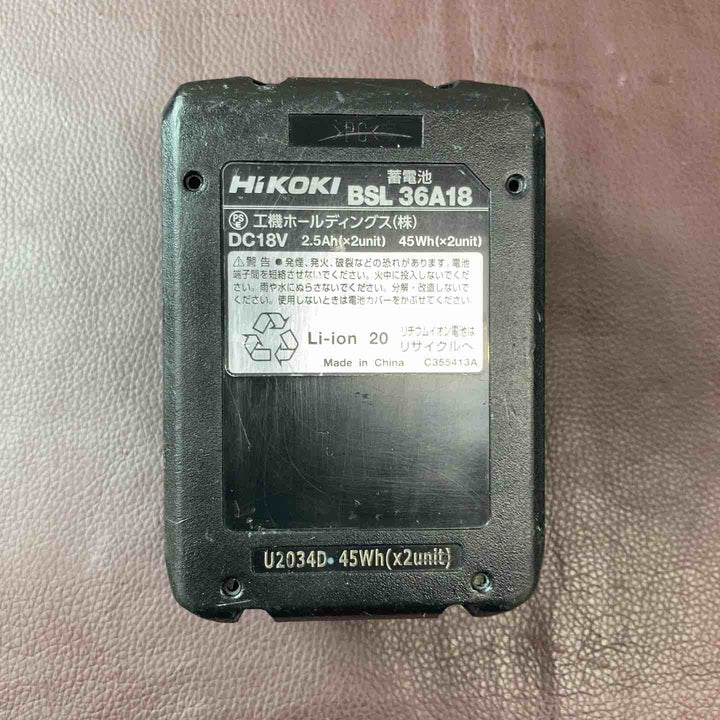 >PC<
HiKOKI 蓄電池
BSL 36A18
PS E 工機ホールディングス(株)
DC18V 2.5Ah(×2unit) 45Wh(×2unit)
⚠警告 ●発煙、発火、破裂などの恐れがあります。電池
端子間を短絡させないでください。火中に投入しないでく
ださい。雨や水にぬらさないでください。分解・改造しないで
ください。使用しないときは電池カバーをかぶせてください。
Li-ion 20 リチウムイオン電池は
リサイクルへ
Made in China C355413A
U2034D・45Wh(x2unit)